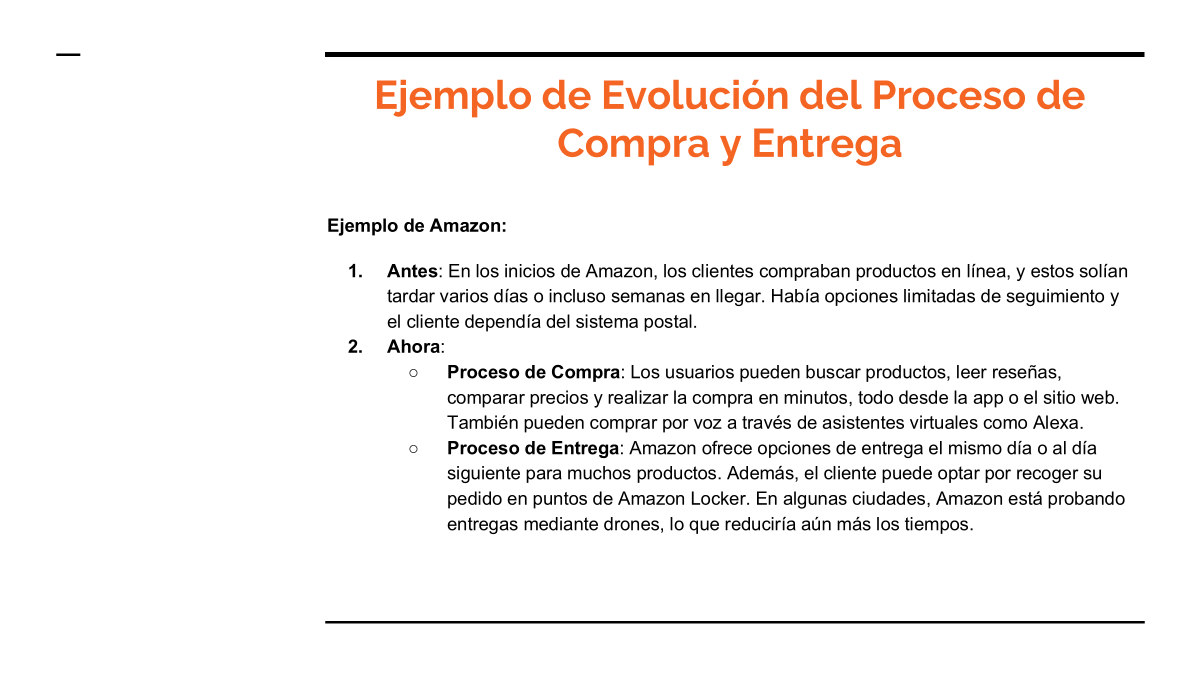 Ejemplo de Evolución del Proceso de
Compra y Entrega
Ejemplo de Amazon:
1. Antes: En los inicios de Amazon, los clientes compraban productos en línea, y estos solían
tardar varios días o incluso semanas en llegar. Había opciones limitadas de seguimiento y
el cliente dependía del sistema postal.
2. Ahora:
○ Proceso de Compra: Los usuarios pueden buscar productos, leer reseñas,
comparar precios y realizar la compra en minutos, todo desde la app o el sitio web.
También pueden comprar por voz a través de asistentes virtuales como Alexa.
○ Proceso de Entrega: Amazon ofrece opciones de entrega el mismo día o al día
siguiente para muchos productos. Además, el cliente puede optar por recoger su
pedido en puntos de Amazon Locker. En algunas ciudades, Amazon está probando
entregas mediante drones, lo que reduciría aún más los tiempos.